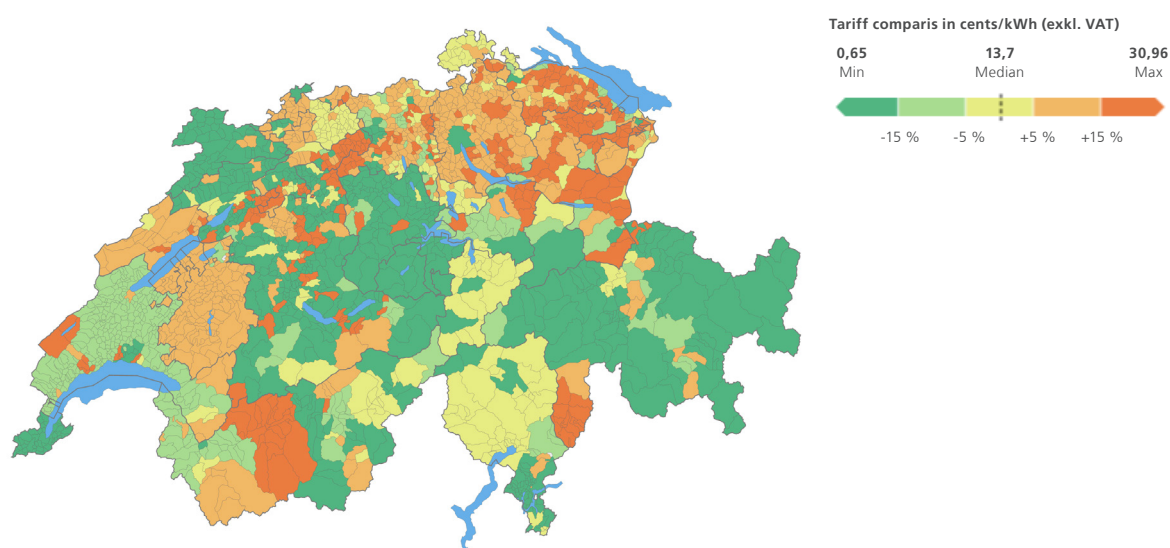 Tariff comparis in cents/kWh (exkl. VAT)
0,65 13,7 30,96
Min Median Max
-15 % -5 % +5 % +15 %